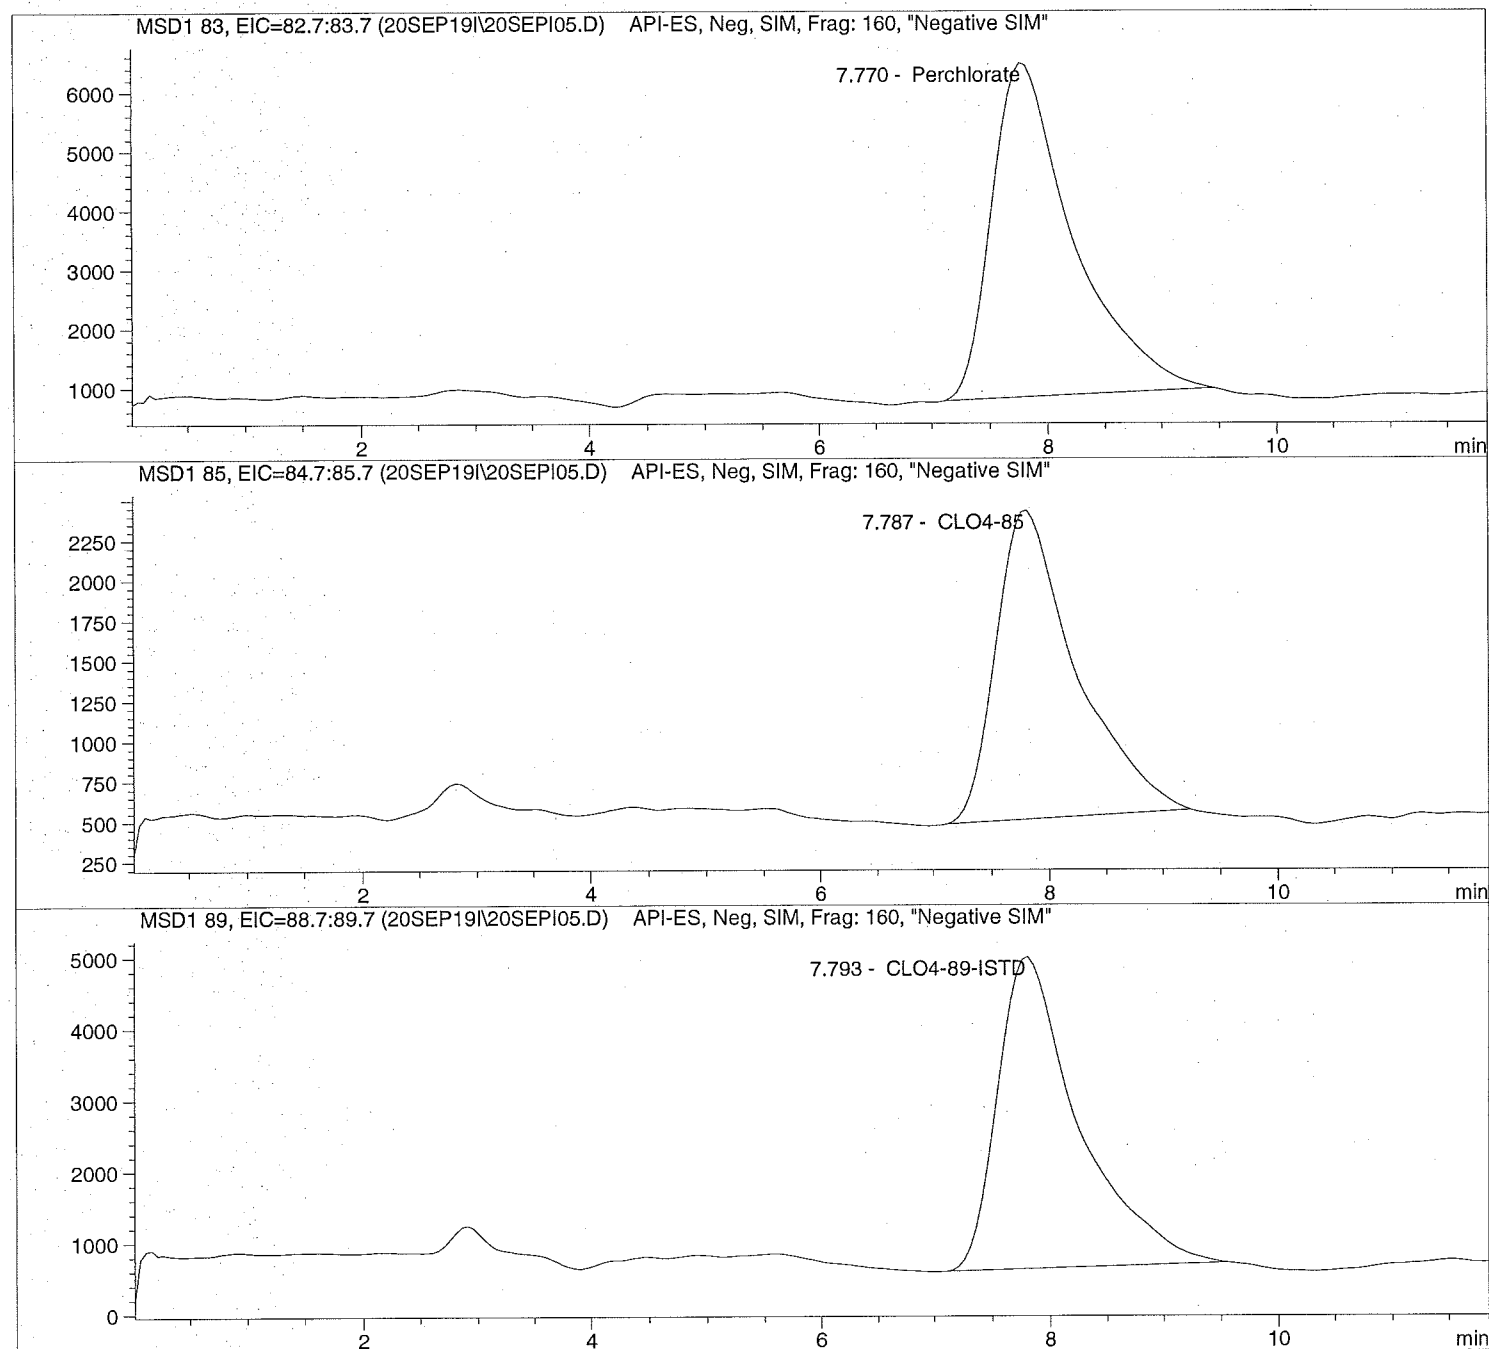 MSD1 83, EIC=82.7:83.7 (20SEP19I\20SEPI05.D) API-ES, Neg, SIM, Frag: 160, "Negative SIM"
7.770 - Perchlorate
6000
5000
4000
3000
2000
1000
2 4 6 8 10 min
MSD1 85, EIC=84.7:85.7 (20SEP19I\20SEPI05.D) API-ES, Neg, SIM, Frag: 160, "Negative SIM"
7.787 - CLO4-85
2250
2000
1750
1500
1250
1000
750
500
250
2 4 6 8 10 min
MSD1 89, EIC=88.7:89.7 (20SEP19I\20SEPI05.D) API-ES, Neg, SIM, Frag: 160, "Negative SIM"
7.793 - CLO4-89-ISTD
5000
4000
3000
2000
1000
0
2 4 6 8 10 min